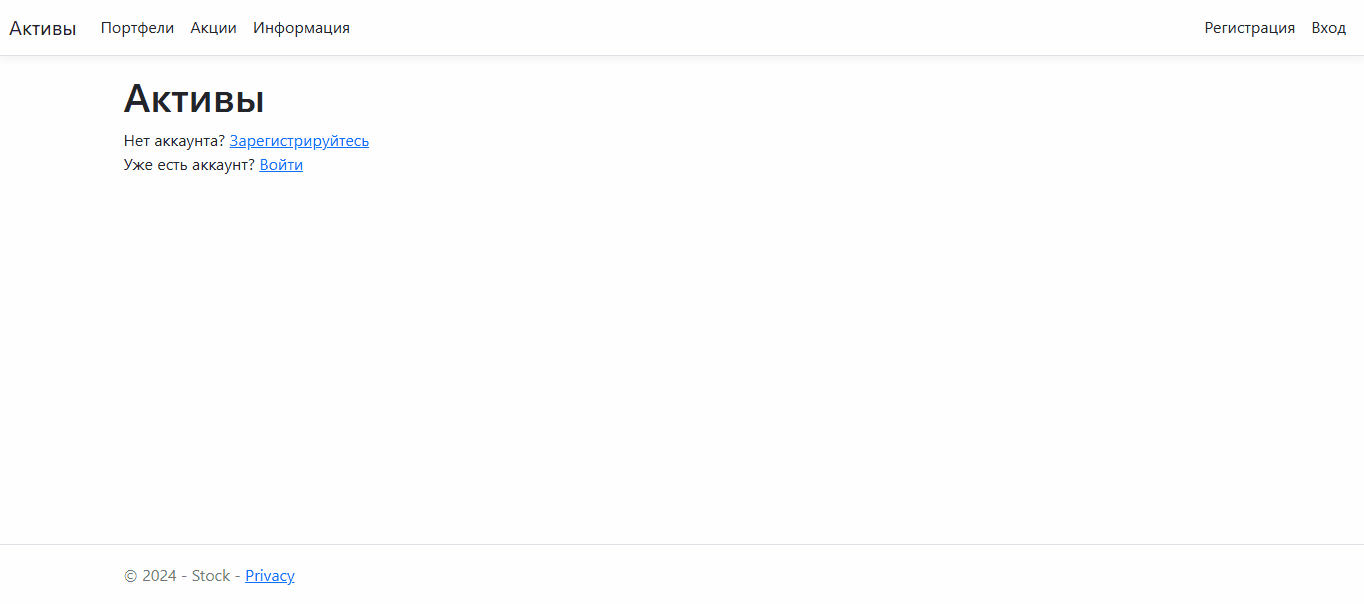 Активы Портфели Акции Информация Регистрация Вход
Активы
Нет аккаунта? Зарегистрируйтесь
Уже есть аккаунт? Войти
© 2024 - Stock - Privacy